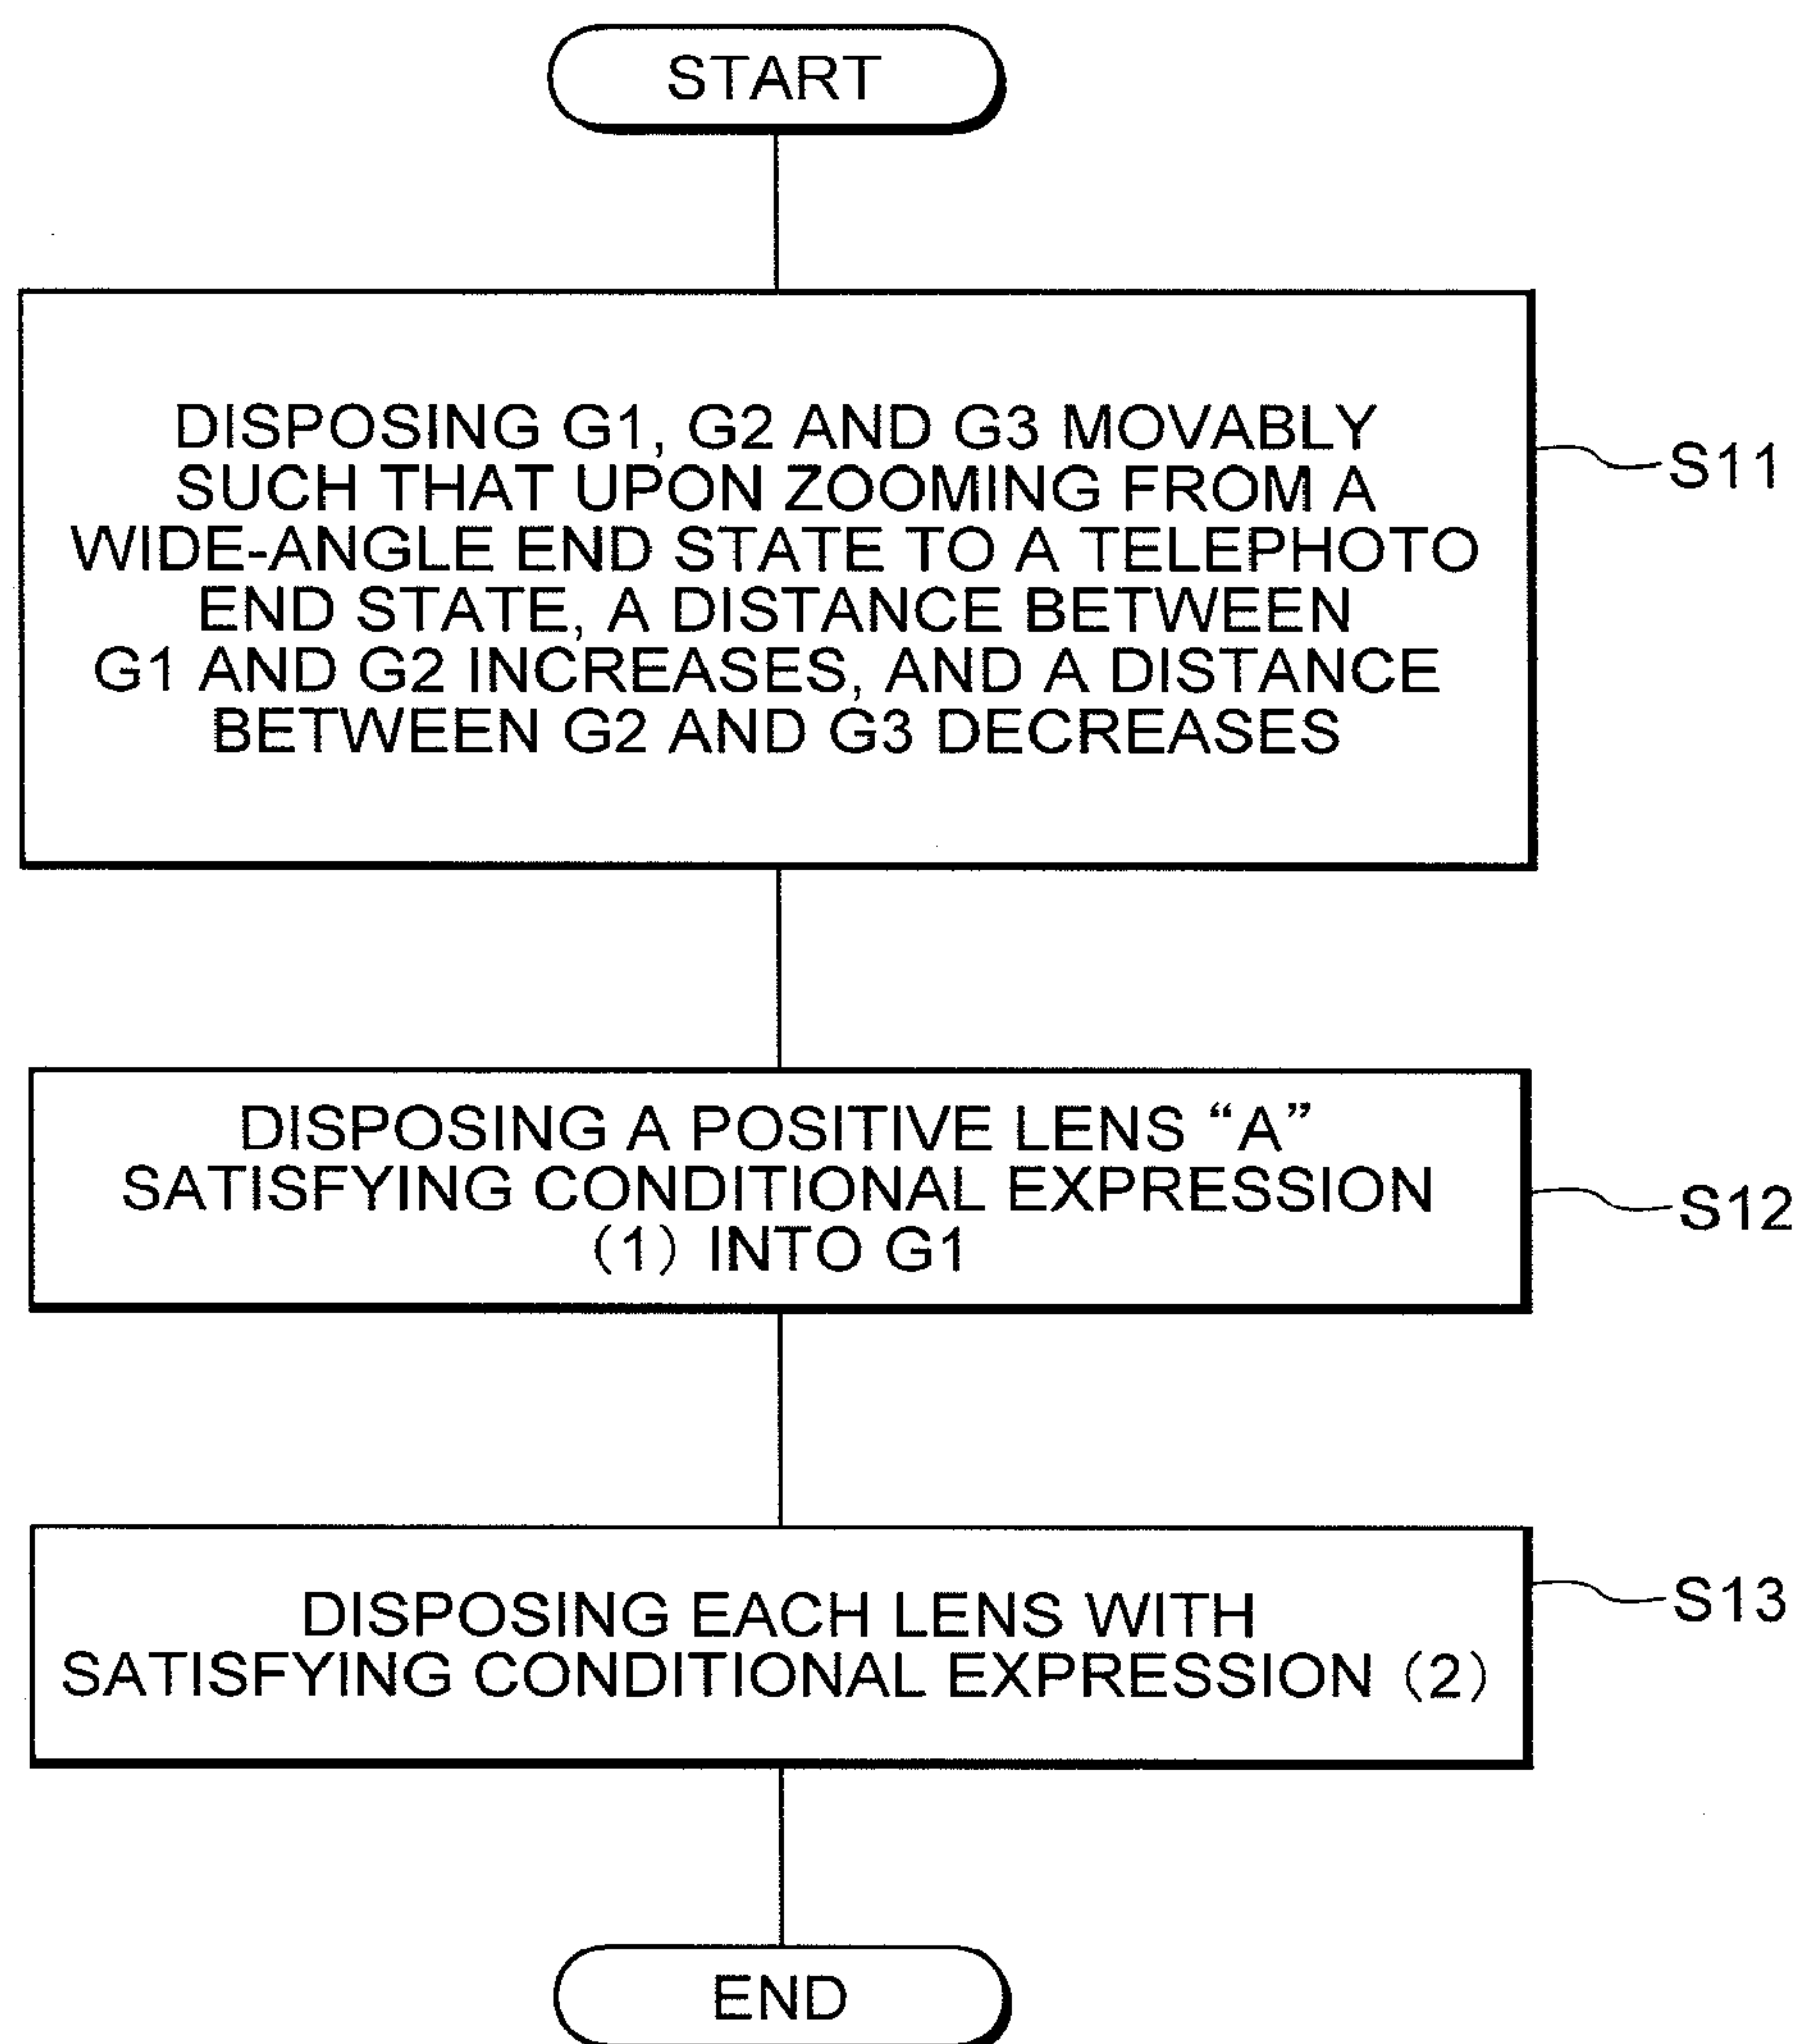 START
DISPOSING G1, G2 AND G3 MOVABLY
SUCH THAT UPON ZOOMING FROM A
WIDE-ANGLE END STATE TO A TELEPHOTO
END STATE, A DISTANCE BETWEEN
G1 AND G2 INCREASES, AND A DISTANCE
BETWEEN G2 AND G3 DECREASES
S11
DISPOSING A POSITIVE LENS “A”
SATISFYING CONDITIONAL EXPRESSION
(1) INTO G1
S12
DISPOSING EACH LENS WITH
SATISFYING CONDITIONAL EXPRESSION (2)
S13
END